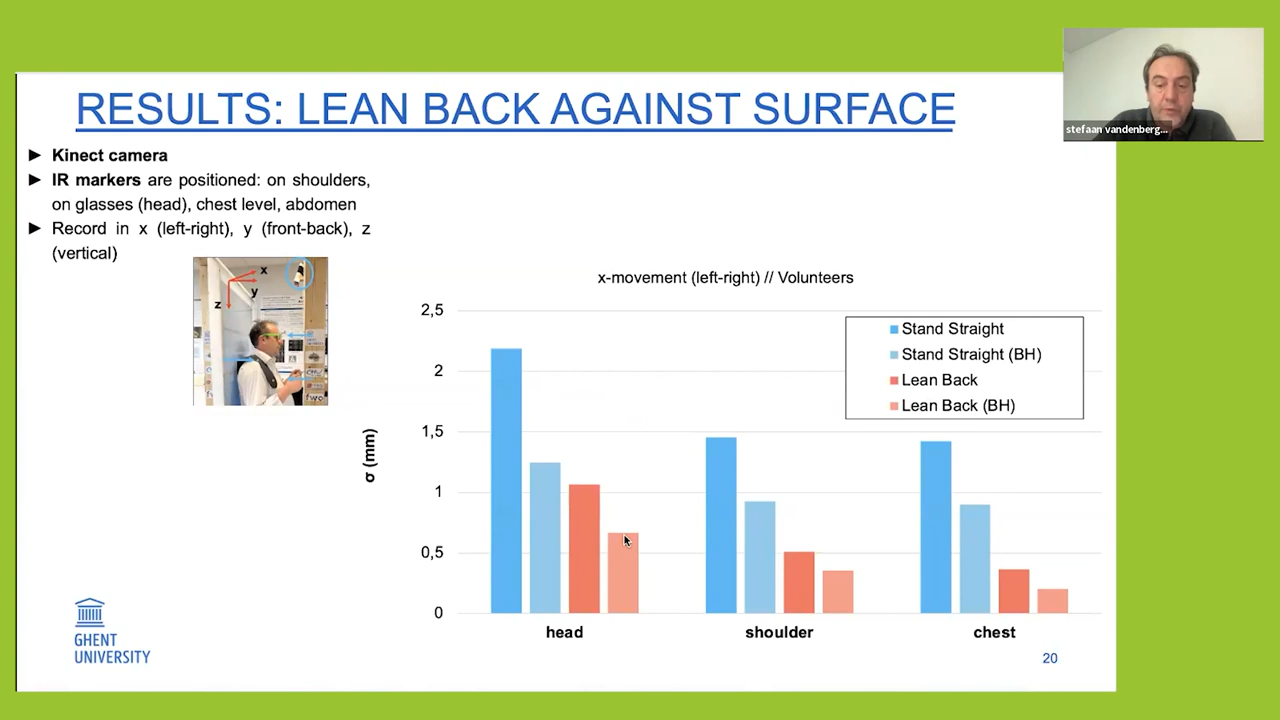 RESULTS: LEAN BACK AGAINST SURFACE
stefaan vandenberg...
► Kinect camera
► IR markers are positioned: on shoulders,
on glasses (head), chest level, abdomen
► Record in x (left-right), y (front-back), z
(vertical)
x
y
z
fwo
x-movement (left-right) // Volunteers
2,5
2
1,5
1
0,5
0
σ (mm)
Stand Straight
Stand Straight (BH)
Lean Back
Lean Back (BH)
head
shoulder
chest
GHENT
UNIVERSITY
20